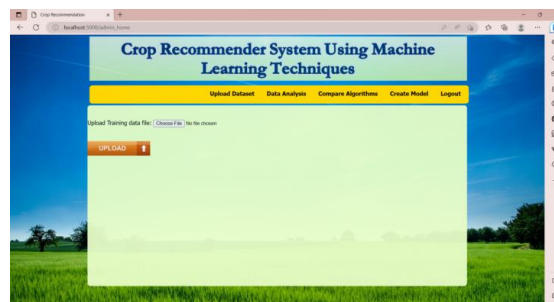 Crop Recommendation
localhost:5000/admin_home
Crop Recommender System Using Machine
Learning Techniques
Upload Dataset Data Analysis Compare Algorithms Create Model Logout
Upload Training data file: Choose File No file chosen
UPLOAD